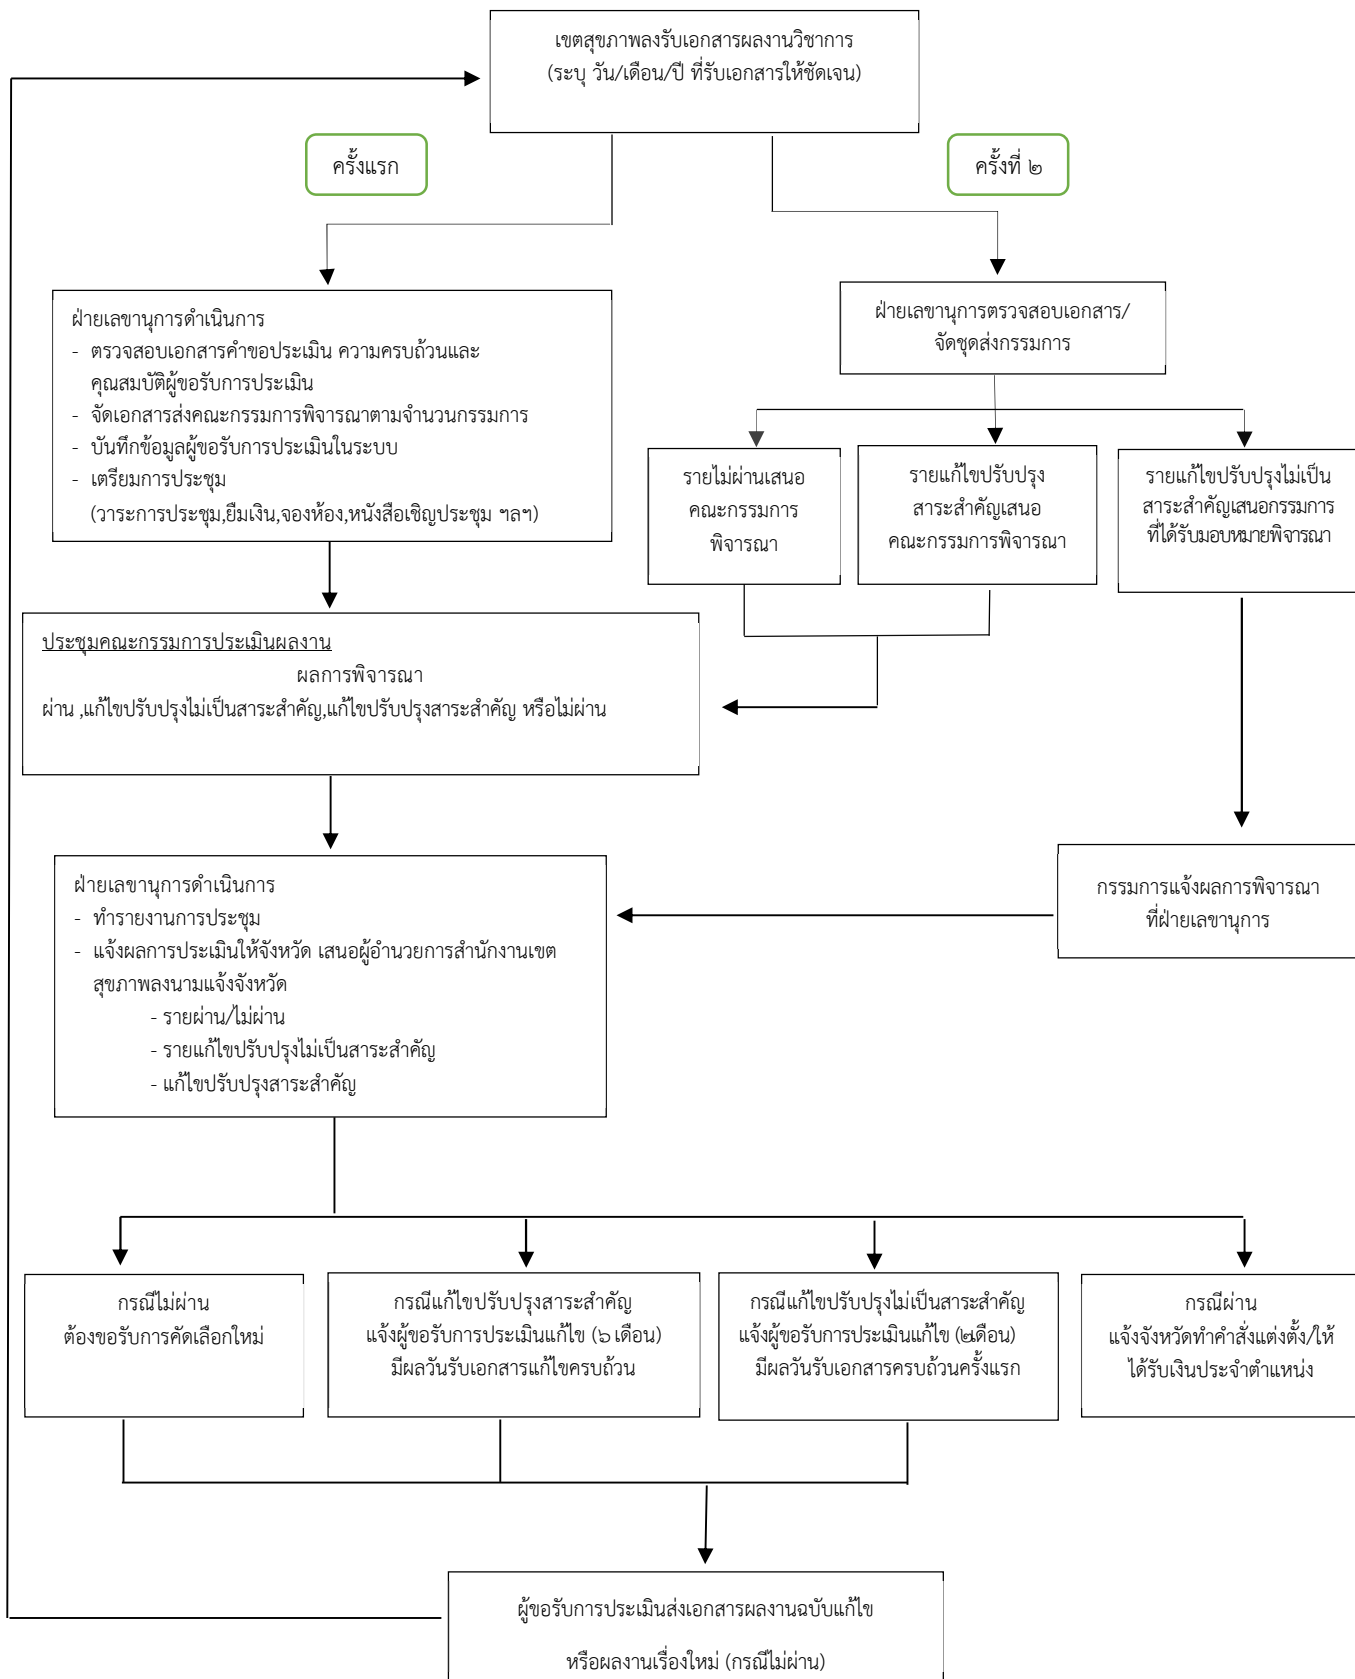 เขตสุขภาพลงรับเอกสารผลงานวิชาการ
(ระบุ วัน/เดือน/ปี ที่รับเอกสารให้ชัดเจน)
ครั้งแรก
ครั้งที่ ๒
ฝ่ายเลขานุการดำเนินการ
- ตรวจสอบเอกสารคำขอประเมิน ความครบถ้วนและ
คุณสมบัติผู้ขอรับการประเมิน
- จัดเอกสารส่งคณะกรรมการพิจารณาตามจำนวนกรรมการ
- บันทึกข้อมูลผู้ขอรับการประเมินในระบบ
- เตรียมการประชุม
(วาระการประชุม,ยืมเงิน,จองห้อง,หนังสือเชิญประชุม ฯลฯ)
ฝ่ายเลขานุการตรวจสอบเอกสาร/
จัดชุดส่งกรรมการ
รายไม่ผ่านเสนอ
คณะกรรมการ
พิจารณา
รายแก้ไขปรับปรุง
สาระสำคัญเสนอ
คณะกรรมการพิจารณา
รายแก้ไขปรับปรุงไม่เป็น
สาระสำคัญเสนอกรรมการ
ที่ได้รับมอบหมายพิจารณา
ประชุมคณะกรรมการประเมินผลงาน
ผลการพิจารณา
ผ่าน ,แก้ไขปรับปรุงไม่เป็นสาระสำคัญ,แก้ไขปรับปรุงสาระสำคัญ หรือไม่ผ่าน
ฝ่ายเลขานุการดำเนินการ
- ทำรายงานการประชุม
- แจ้งผลการประเมินให้จังหวัด เสนอผู้อำนวยการสำนักงานเขต
สุขภาพลงนามแจ้งจังหวัด
- รายผ่าน/ไม่ผ่าน
- รายแก้ไขปรับปรุงไม่เป็นสาระสำคัญ
- แก้ไขปรับปรุงสาระสำคัญ
กรรมการแจ้งผลการพิจารณา
ที่ฝ่ายเลขานุการ
กรณีไม่ผ่าน
ต้องขอรับการคัดเลือกใหม่
กรณีแก้ไขปรับปรุงสาระสำคัญ
แจ้งผู้ขอรับการประเมินแก้ไข (๖ เดือน)
มีผลวันรับเอกสารแก้ไขครบถ้วน
กรณีแก้ไขปรับปรุงไม่เป็นสาระสำคัญ
แจ้งผู้ขอรับการประเมินแก้ไข (๒เดือน)
มีผลวันรับเอกสารครบถ้วนครั้งแรก
กรณีผ่าน
แจ้งจังหวัดทำคำสั่งแต่งตั้ง/ให้
ได้รับเงินประจำตำแหน่ง
ผู้ขอรับการประเมินส่งเอกสารผลงานฉบับแก้ไข
หรือผลงานเรื่องใหม่ (กรณีไม่ผ่าน)